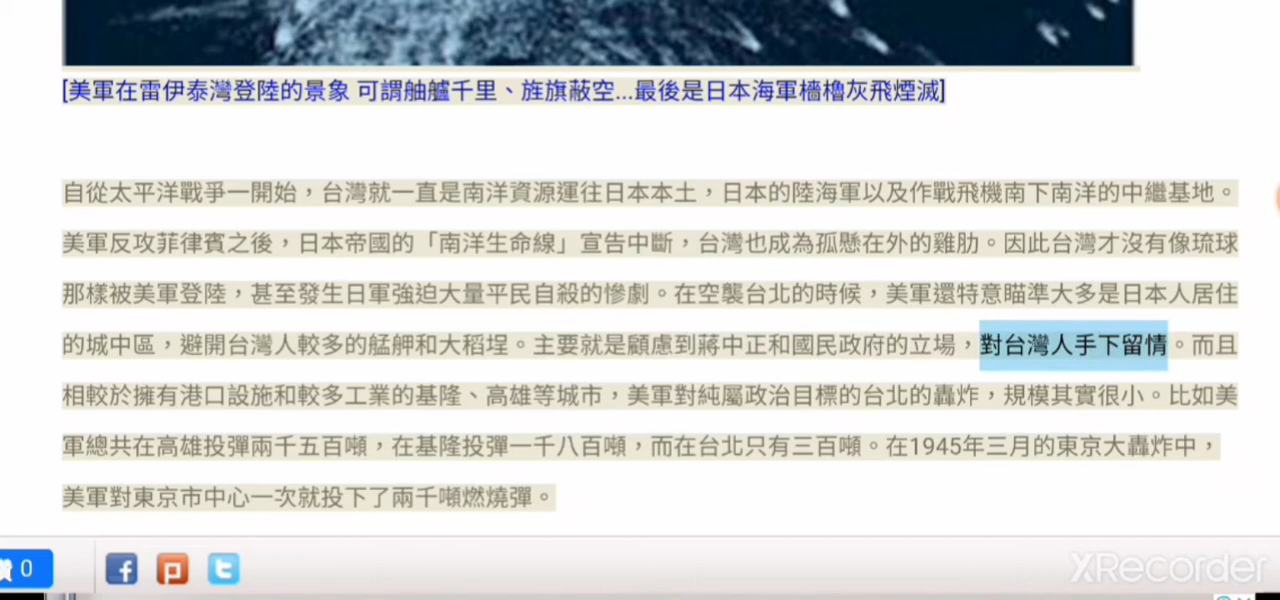 [美軍在雷伊泰灣登陸的景象 可謂舳艫千里、旌旗蔽空...最後是日本海軍檣櫓灰飛煙滅]
自從太平洋戰爭一開始，台灣就一直是南洋資源運往日本本土，日本的陸海軍以及作戰飛機南下南洋的中繼基地。
美軍反攻菲律賓之後，日本帝國的「南洋生命線」宣告中斷，台灣也成為孤懸在外的雞肋。因此台灣才沒有像琉球
那樣被美軍登陸，甚至發生日軍強迫大量平民自殺的慘劇。在空襲台北的時候，美軍還特意瞄準大多是日本人居住
的城中區，避開台灣人較多的艋舺和大稻埕。主要就是顧慮到蔣中正和國民政府的立場，對台灣人手下留情。而且
相較於擁有港口設施和較多工業的基隆、高雄等城市，美軍對純屬政治目標的台北的轟炸，規模其實很小。比如美
軍總共在高雄投彈兩千五百噸，在基隆投彈一千八百噸，而在台北只有三百噸。在1945年三月的東京大轟炸中，
美軍對東京市中心一次就投下了兩千噸燃燒彈。
讚 0
XRecorder